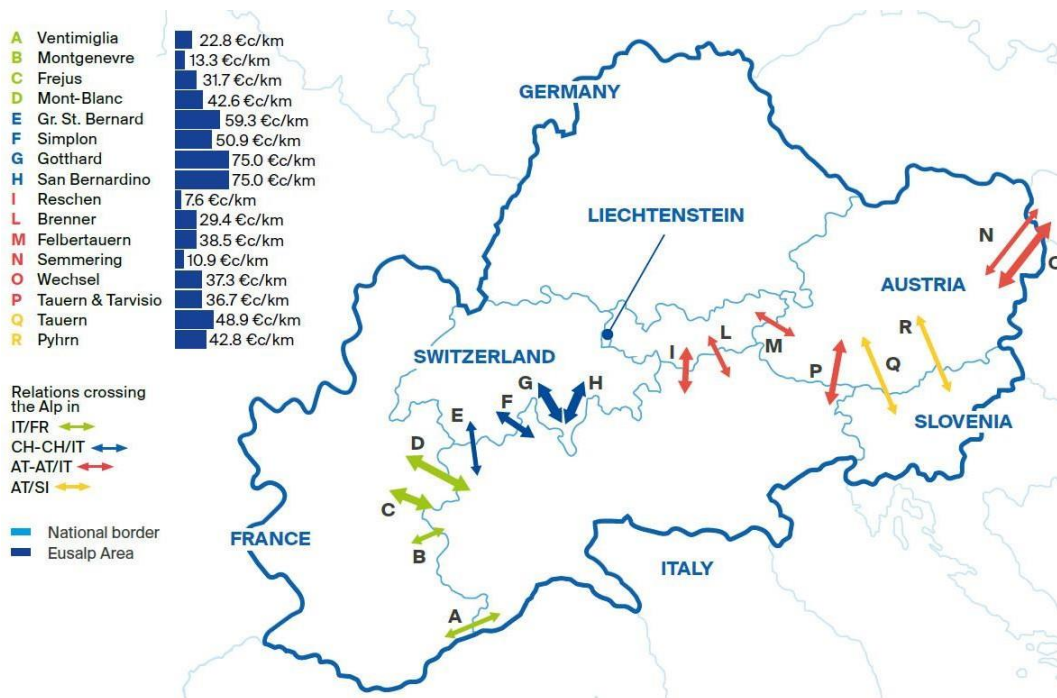 A Ventimiglia 22.8 €c/km
B Montgenevre 13.3 €c/km
C Frejus 31.7 €c/km
D Mont-Blanc 42.6 €c/km
E Gr. St. Bernard 59.3 €c/km
F Simplon 50.9 €c/km
G Gotthard 75.0 €c/km
H San Bernardino 75.0 €c/km
I Reschen 7.6 €c/km
L Brenner 29.4 €c/km
M Felbertauern 38.5 €c/km
N Semmering 10.9 €c/km
O Wechsel 37.3 €c/km
P Tauern & Tarvisio 36.7 €c/km
Q Tauern 48.9 €c/km
R Pyhrn 42.8 €c/km
Relations crossing
the Alp in
IT/FR
CH-CH/IT
AT-AT/IT
AT/SI
National border
Eusalp Area
GERMANY
LIECHTENSTEIN
N
O
AUSTRIA
SWITZERLAND
I
L
M
R
P
Q
G
H
F
E
SLOVENIA
D
C
FRANCE
B
ITALY
A